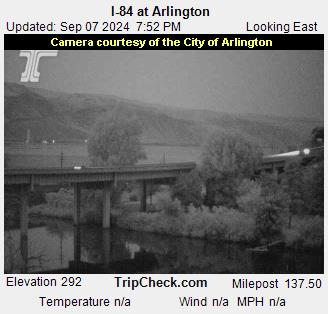 I-84 at Arlington
Updated: Sep 07 2024 7:52 PM Looking East
Camera courtesy of the City of Arlington
Elevation 292 TripCheck.com Milepost 137.50
Temperature n/a Wind n/a MPH n/a